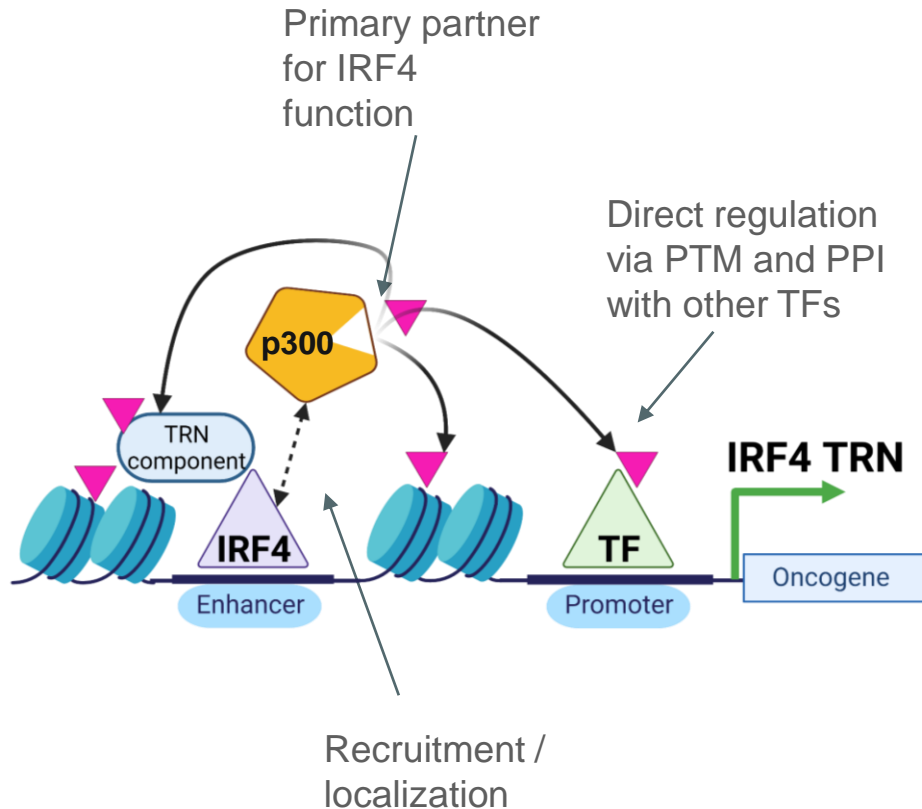 Primary partner
for IRF4
function
Direct regulation
via PTM and PPI
with other TFs
p300
TRN
component
IRF4 TRN
IRF4
TF
Oncogene
Enhancer
Promoter
Recruitment /
localization